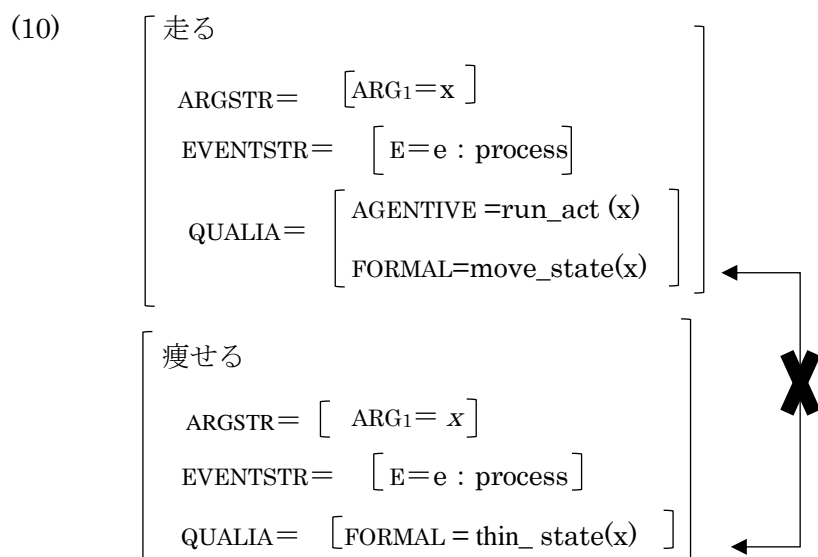 (10)
走る
ARGSTR＝ [ARG1＝x]
EVENTSTR＝ [E＝e : process]
QUALIA＝ [AGENTIVE =run_act (x)
FORMAL=move_state(x)]
痩せる
ARGSTR＝ [ARG1＝ x]
EVENTSTR＝ [E＝e : process]
QUALIA＝ [FORMAL = thin_ state(x) ]